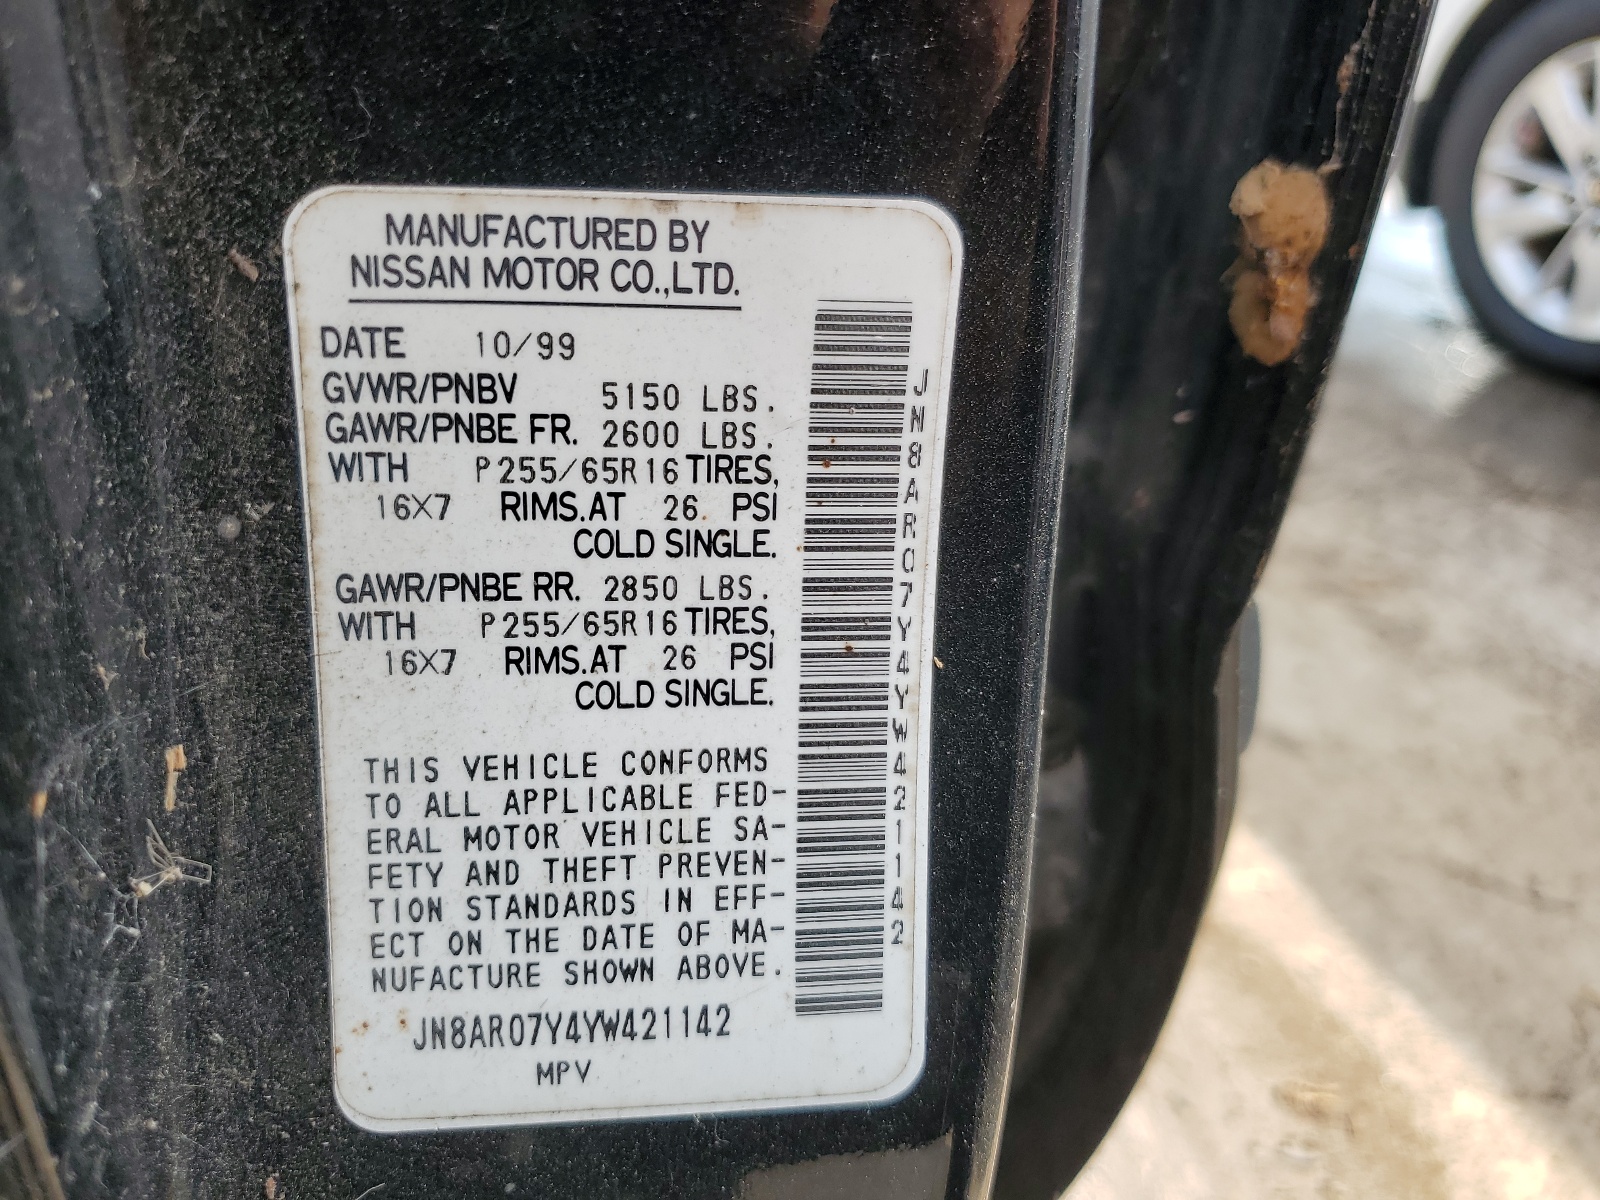 MANUFACTURED BY
NISSAN MOTOR CO.,LTD.
DATE 10/99
GVWR/PNBV 5150 LBS.
GAWR/PNBE FR. 2600 LBS.
WITH P255/65R16 TIRES,
16X7 RIMS.AT 26 PSI
COLD SINGLE.
GAWR/PNBE RR. 2850 LBS.
WITH P255/65R16 TIRES,
16X7 RIMS.AT 26 PSI
COLD SINGLE.
THIS VEHICLE CONFORMS
TO ALL APPLICABLE FED-
ERAL MOTOR VEHICLE SA-
FETY AND THEFT PREVEN-
TION STANDARDS IN EFF-
ECT ON THE DATE OF MA-
NUFACTURE SHOWN ABOVE.
JN8AR07Y4YW421142
MPV
JN8AR07Y4YW421142